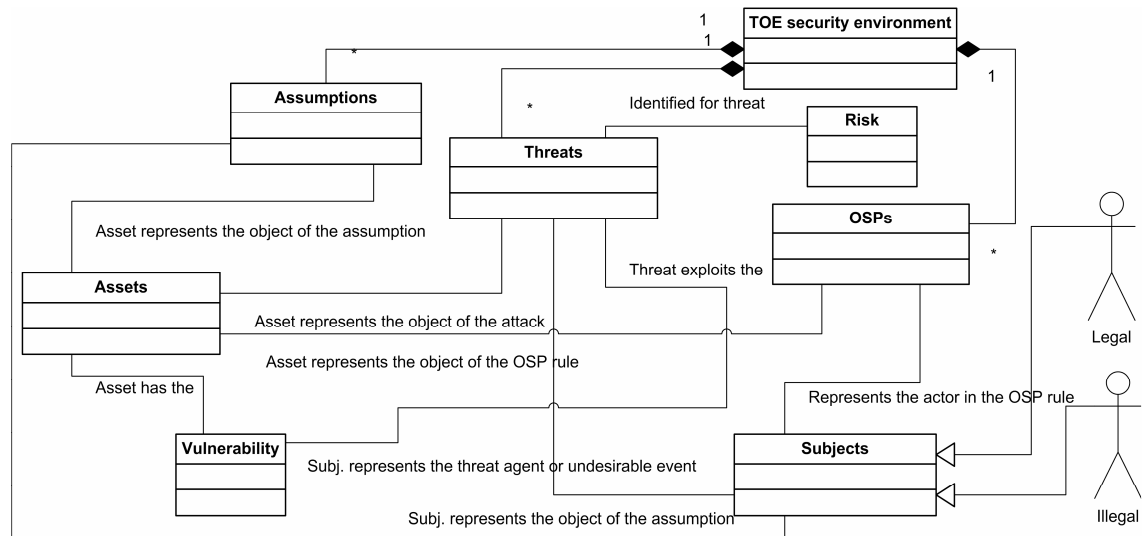 1
TOE security environment
1
*
1
Assumptions
*
Identified for threat
Risk
Threats
OSPs
Asset represents the object of the assumption
*
Threat exploits the
Assets
Asset represents the object of the attack
Legal
Asset represents the object of the OSP rule
Asset has the
Represents the actor in the OSP rule
Vulnerability
Subjects
Subj. represents the threat agent or undesirable event
Subj. represents the object of the assumption
Illegal